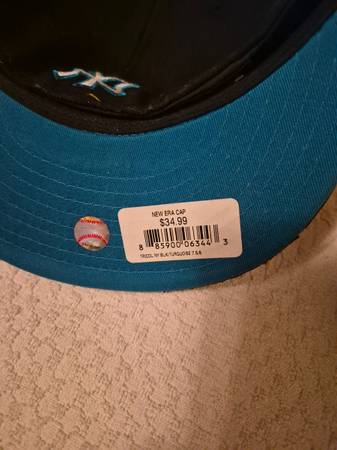 NEW ERA CAP
$34.99
8 85900 06344 3
TRICOL NY BLK/TURQUOISE 7 5/8